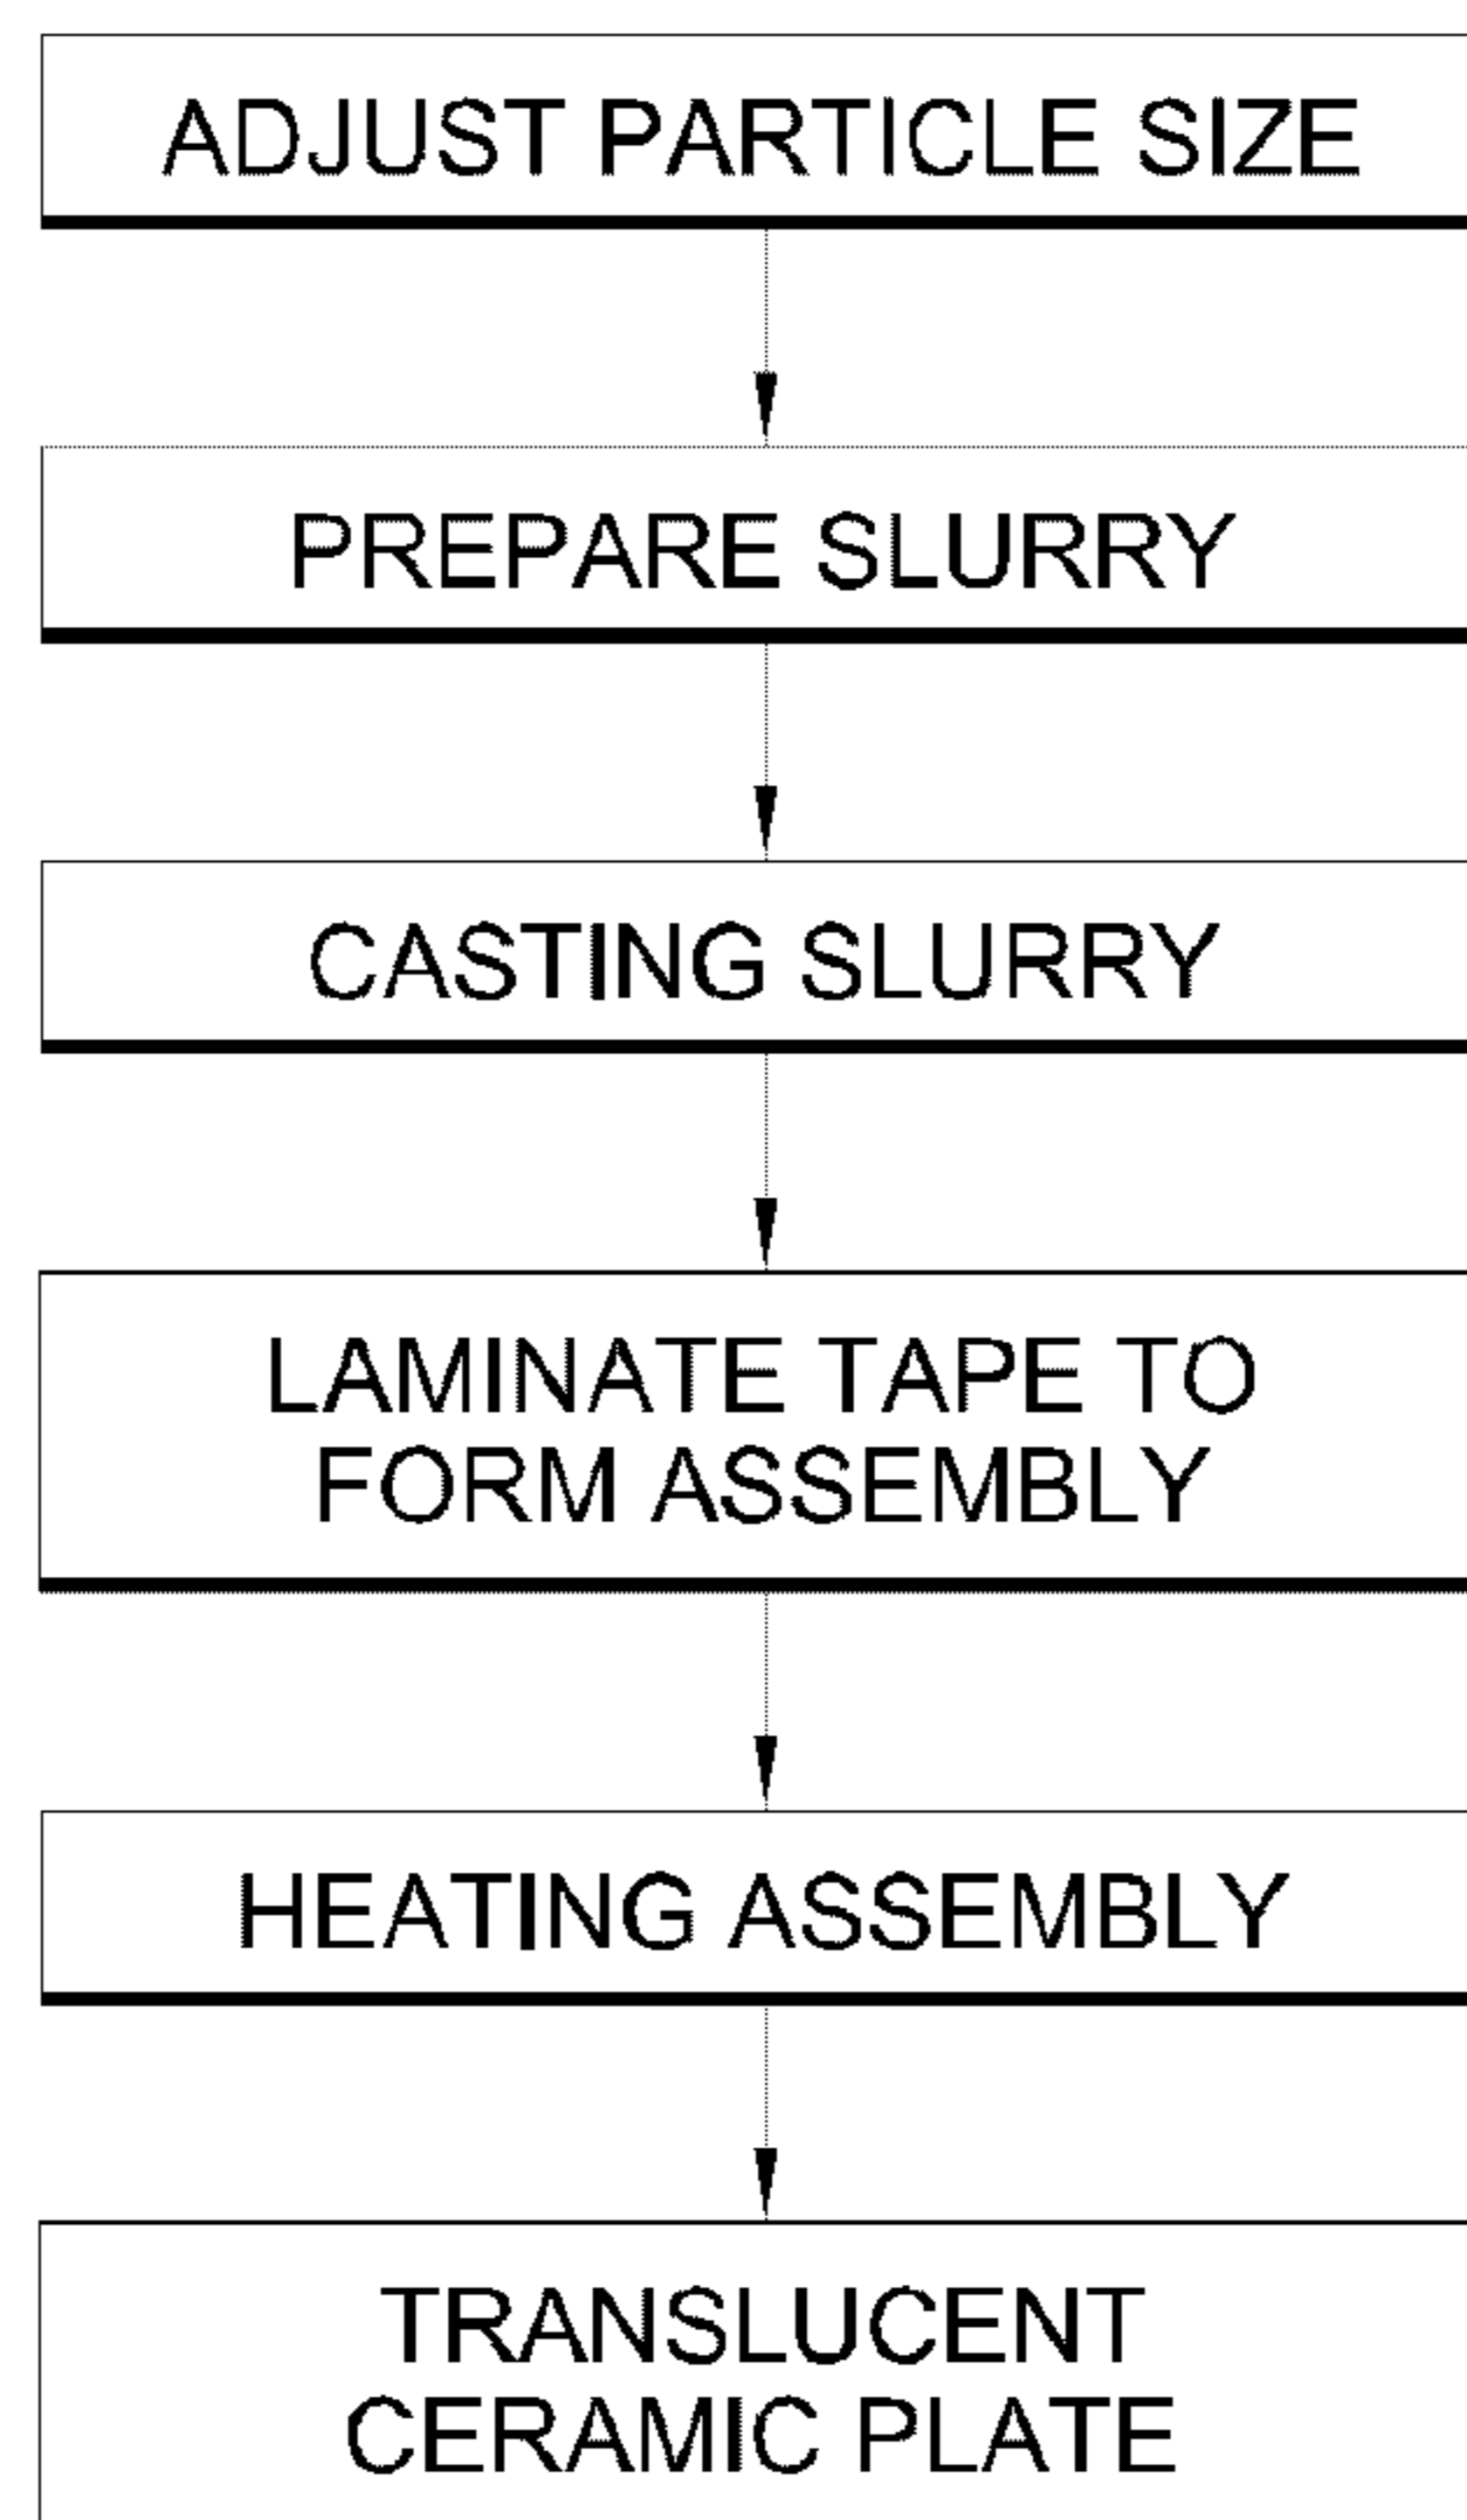 ADJUST PARTICLE SIZE
PREPARE SLURRY
CASTING SLURRY
LAMINATE TAPE TO
FORM ASSEMBLY
HEATING ASSEMBLY
TRANSLUCENT
CERAMIC PLATE